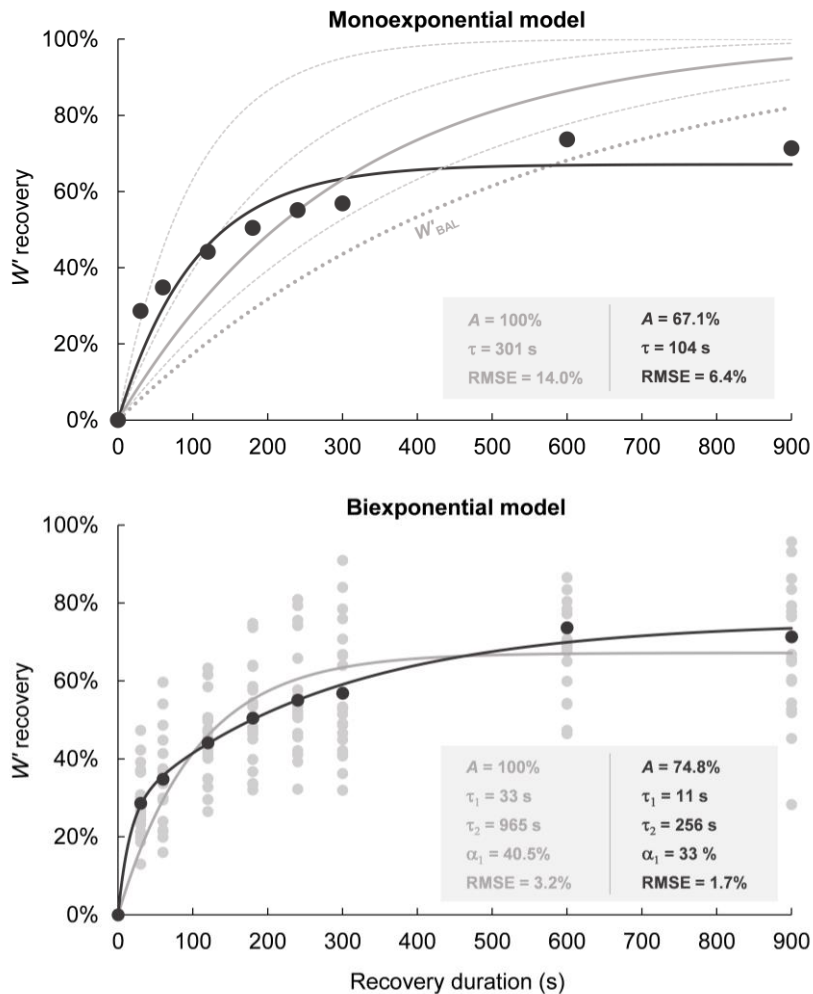 Monoexponential model
100%
80%
60%
40%
20%
0%
W' recovery
W'BAL
A = 100%
τ = 301 s
RMSE = 14.0%
A = 67.1%
τ = 104 s
RMSE = 6.4%
0 100 200 300 400 500 600 700 800 900
Biexponential model
100%
80%
60%
40%
20%
0%
W' recovery
A = 100%
τ1 = 33 s
τ2 = 965 s
α1 = 40.5%
RMSE = 3.2%
A = 74.8%
τ1 = 11 s
τ2 = 256 s
α1 = 33 %
RMSE = 1.7%
0 100 200 300 400 500 600 700 800 900
Recovery duration (s)